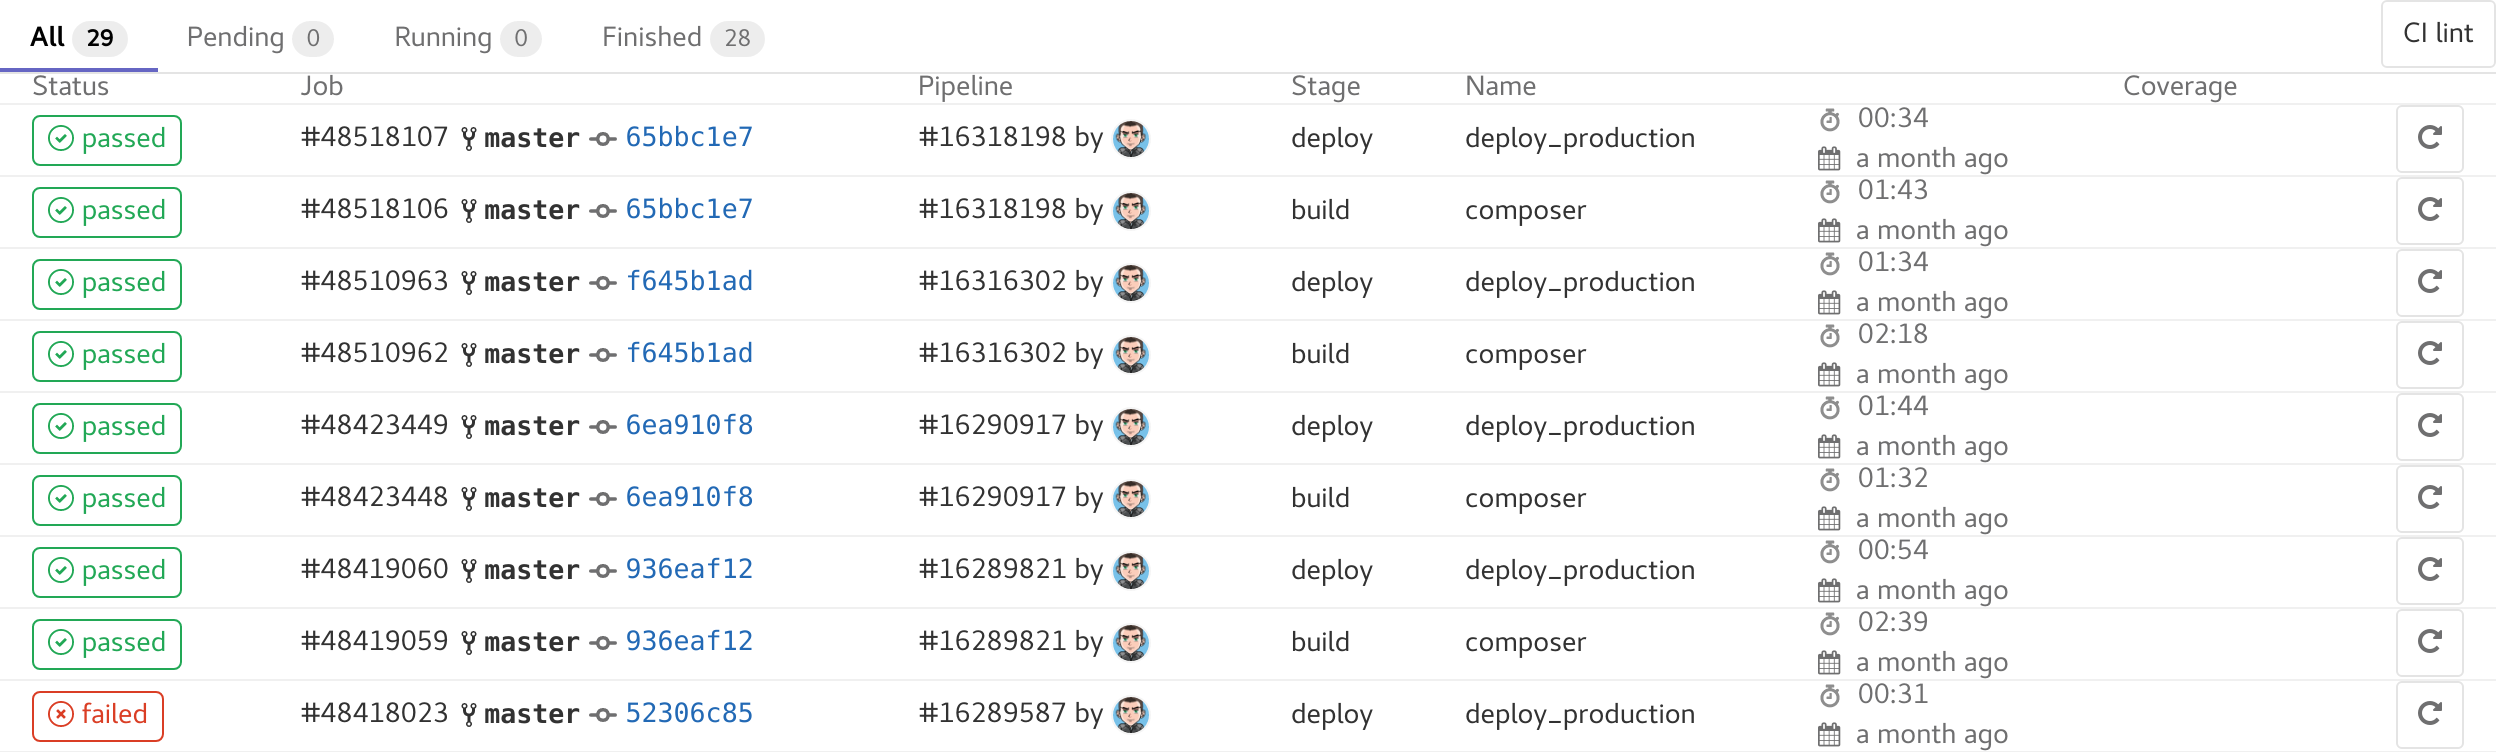 All 29 Pending 0 Running 0 Finished 28 CI lint
Status Job Pipeline Stage Name Coverage
passed #48518107 master 65bbc1e7 #16318198 by deploy deploy_production 00:34
a month ago
passed #48518106 master 65bbc1e7 #16318198 by build composer 01:43
a month ago
passed #48510963 master f645b1ad #16316302 by deploy deploy_production 01:34
a month ago
passed #48510962 master f645b1ad #16316302 by build composer 02:18
a month ago
passed #48423449 master 6ea910f8 #16290917 by deploy deploy_production 01:44
a month ago
passed #48423448 master 6ea910f8 #16290917 by build composer 01:32
a month ago
passed #48419060 master 936eaf12 #16289821 by deploy deploy_production 00:54
a month ago
passed #48419059 master 936eaf12 #16289821 by build composer 02:39
a month ago
failed #48418023 master 52306c85 #16289587 by deploy deploy_production 00:31
a month ago